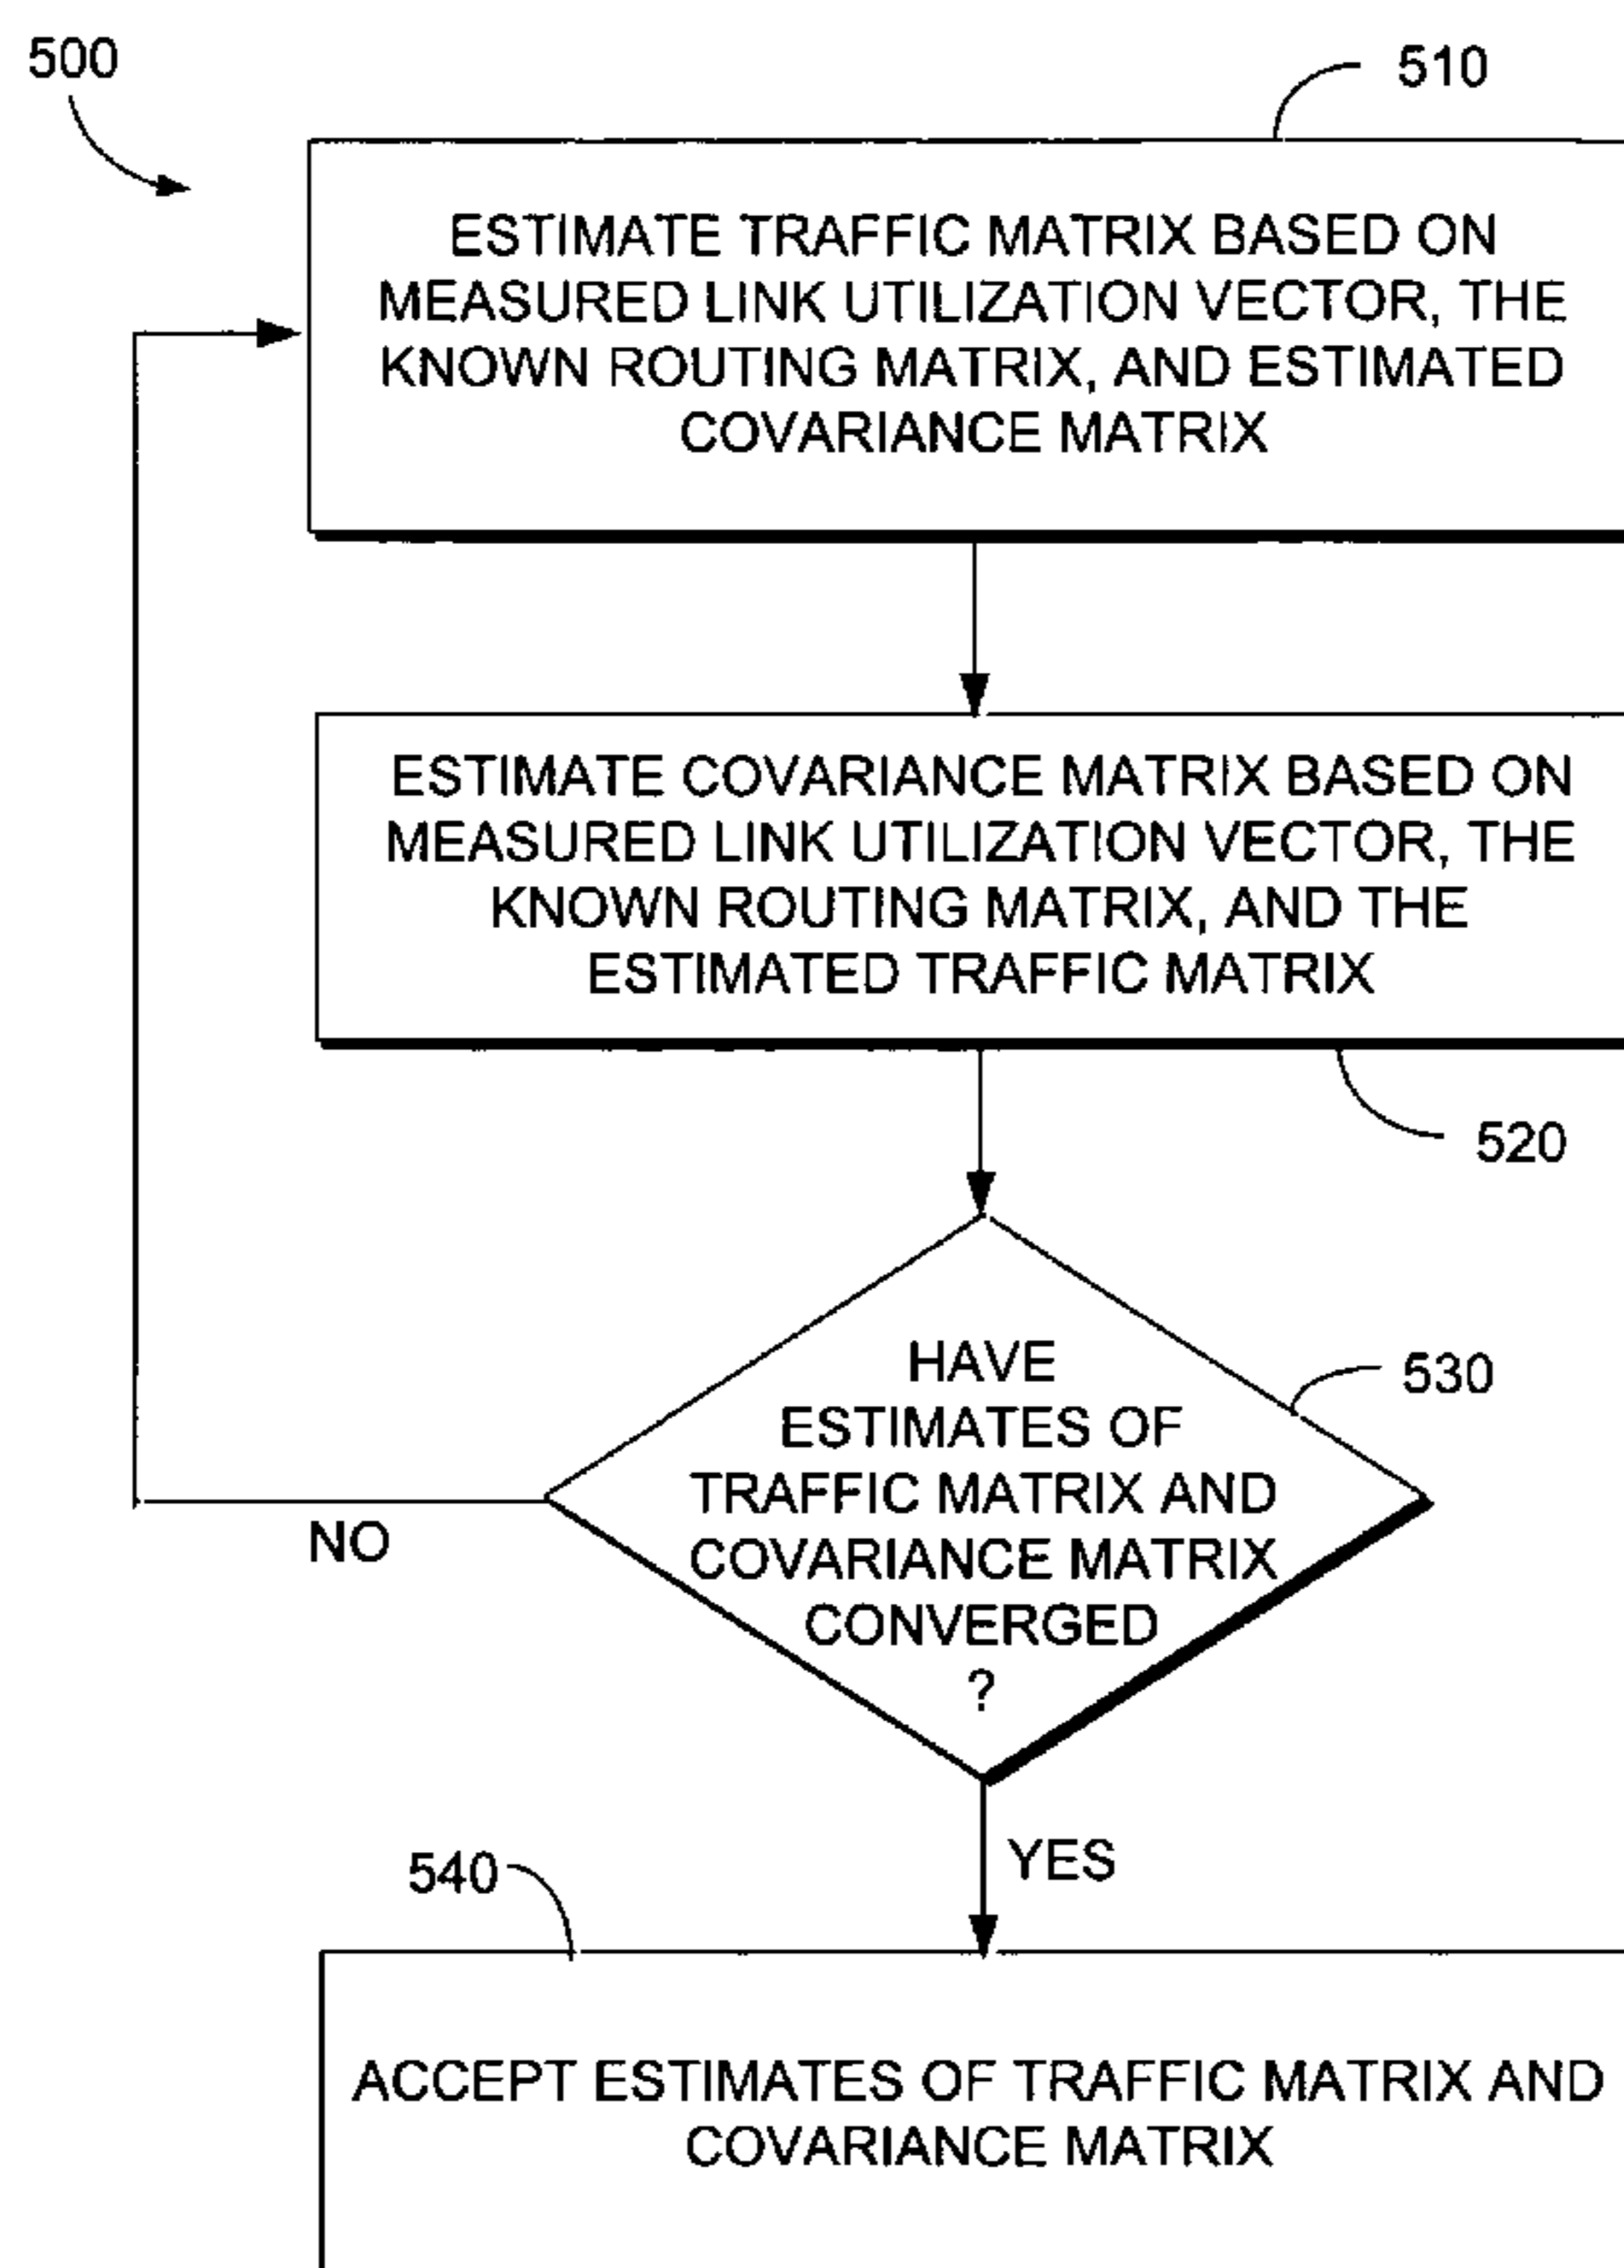 500
510
ESTIMATE TRAFFIC MATRIX BASED ON
MEASURED LINK UTILIZATION VECTOR, THE
KNOWN ROUTING MATRIX, AND ESTIMATED
COVARIANCE MATRIX
ESTIMATE COVARIANCE MATRIX BASED ON
MEASURED LINK UTILIZATION VECTOR, THE
KNOWN ROUTING MATRIX, AND THE
ESTIMATED TRAFFIC MATRIX
520
HAVE
ESTIMATES OF
TRAFFIC MATRIX AND
COVARIANCE MATRIX
CONVERGED
?
530
NO
YES
540
ACCEPT ESTIMATES OF TRAFFIC MATRIX AND
COVARIANCE MATRIX